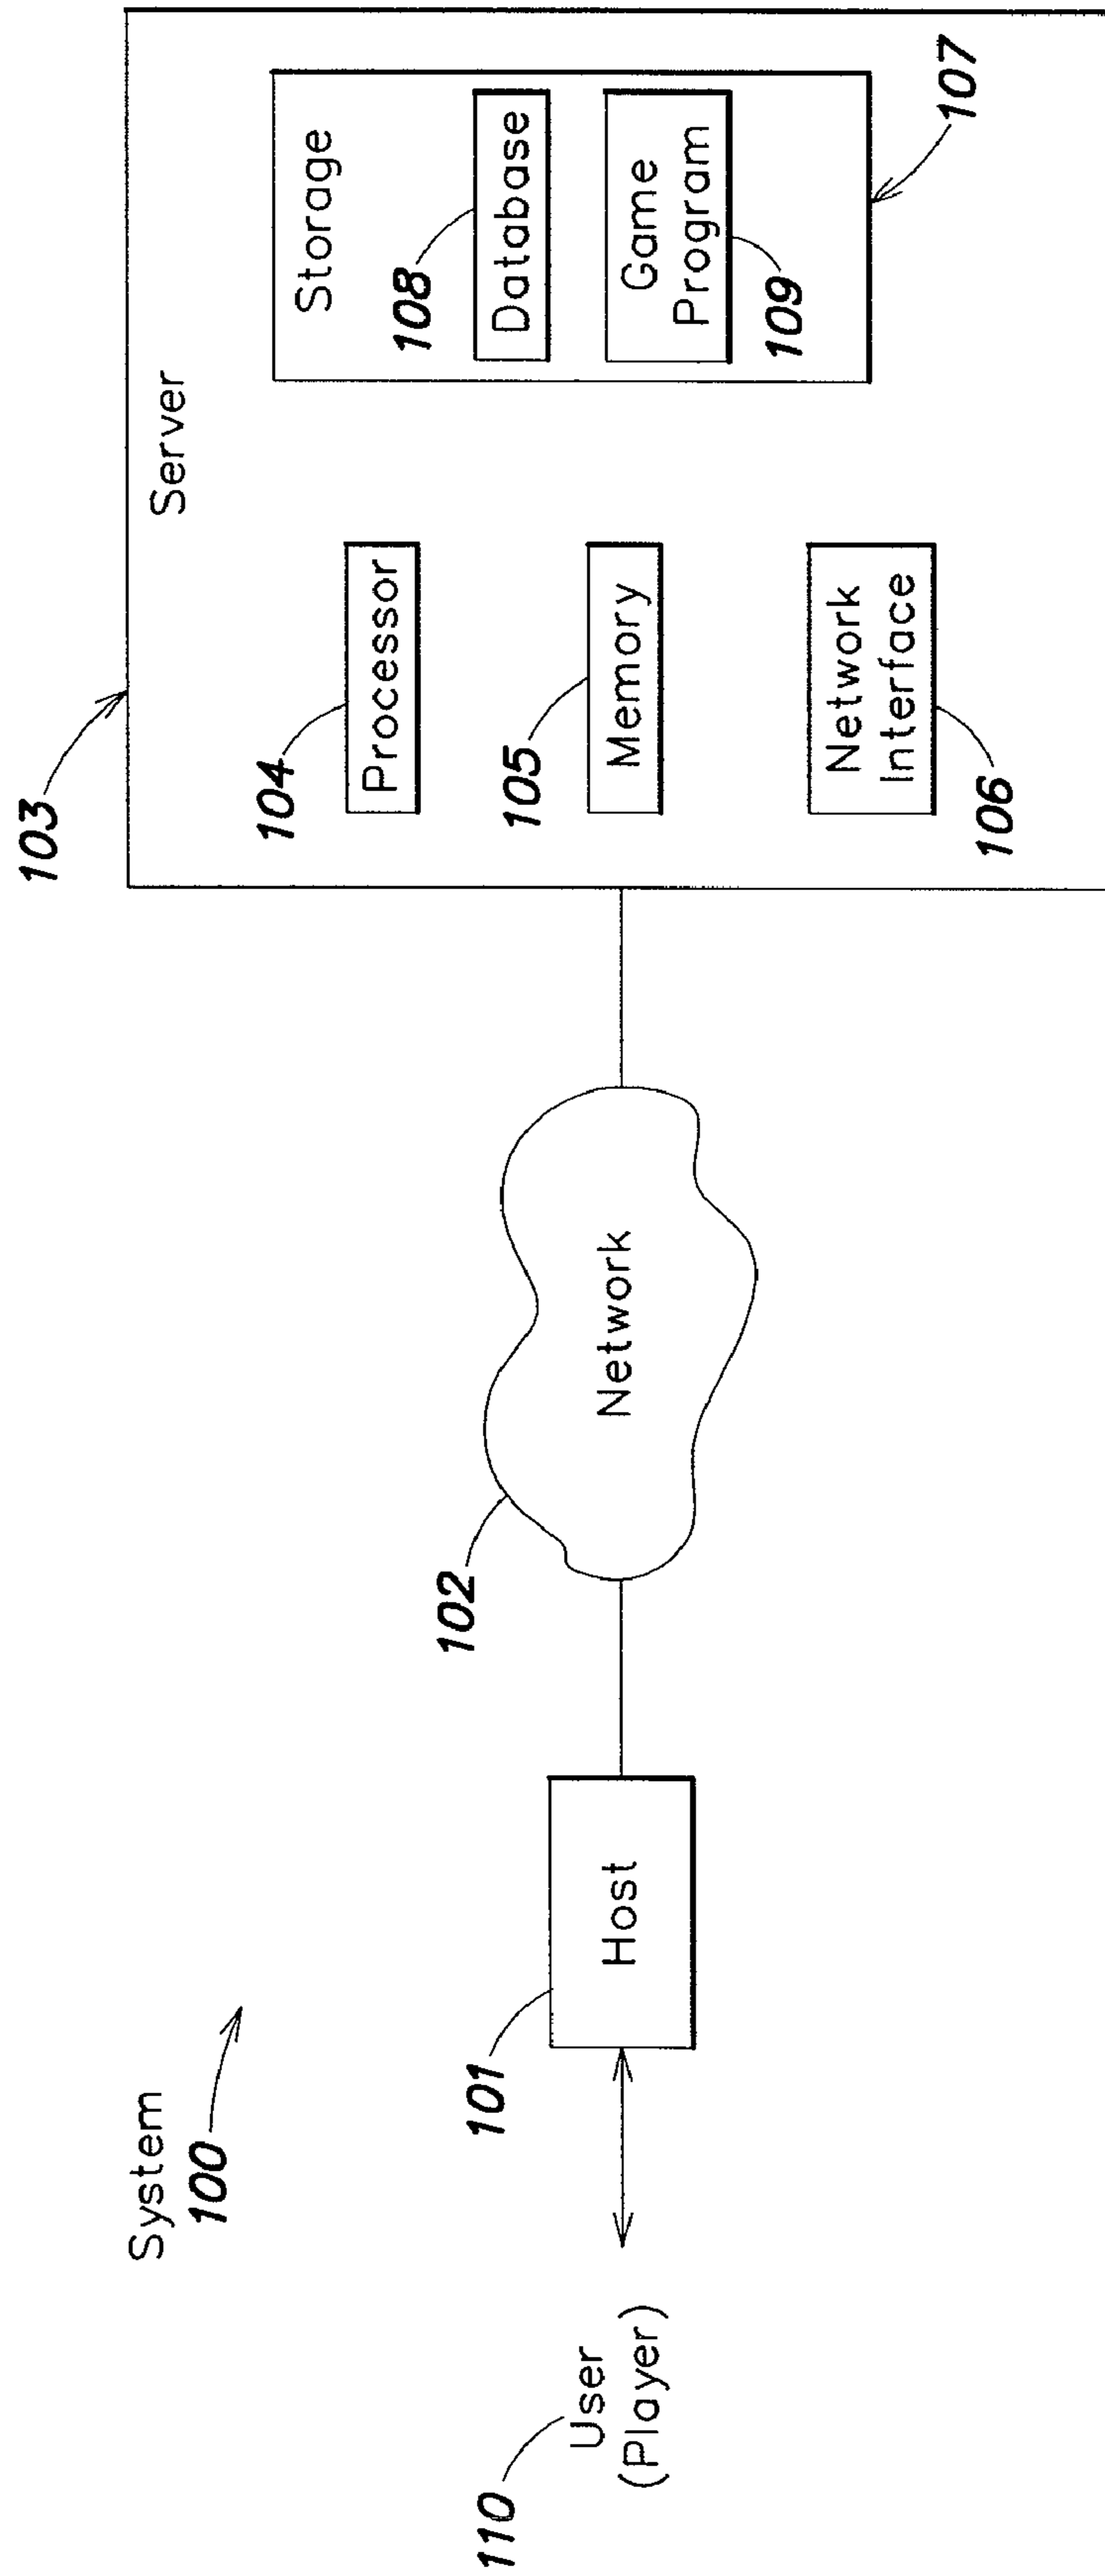 System
100
103
Server
104
Processor
105
Memory
Network
Interface
106
Storage
108
Database
Game
Program
109
107
102
Network
101
Host
110
User
(Player)